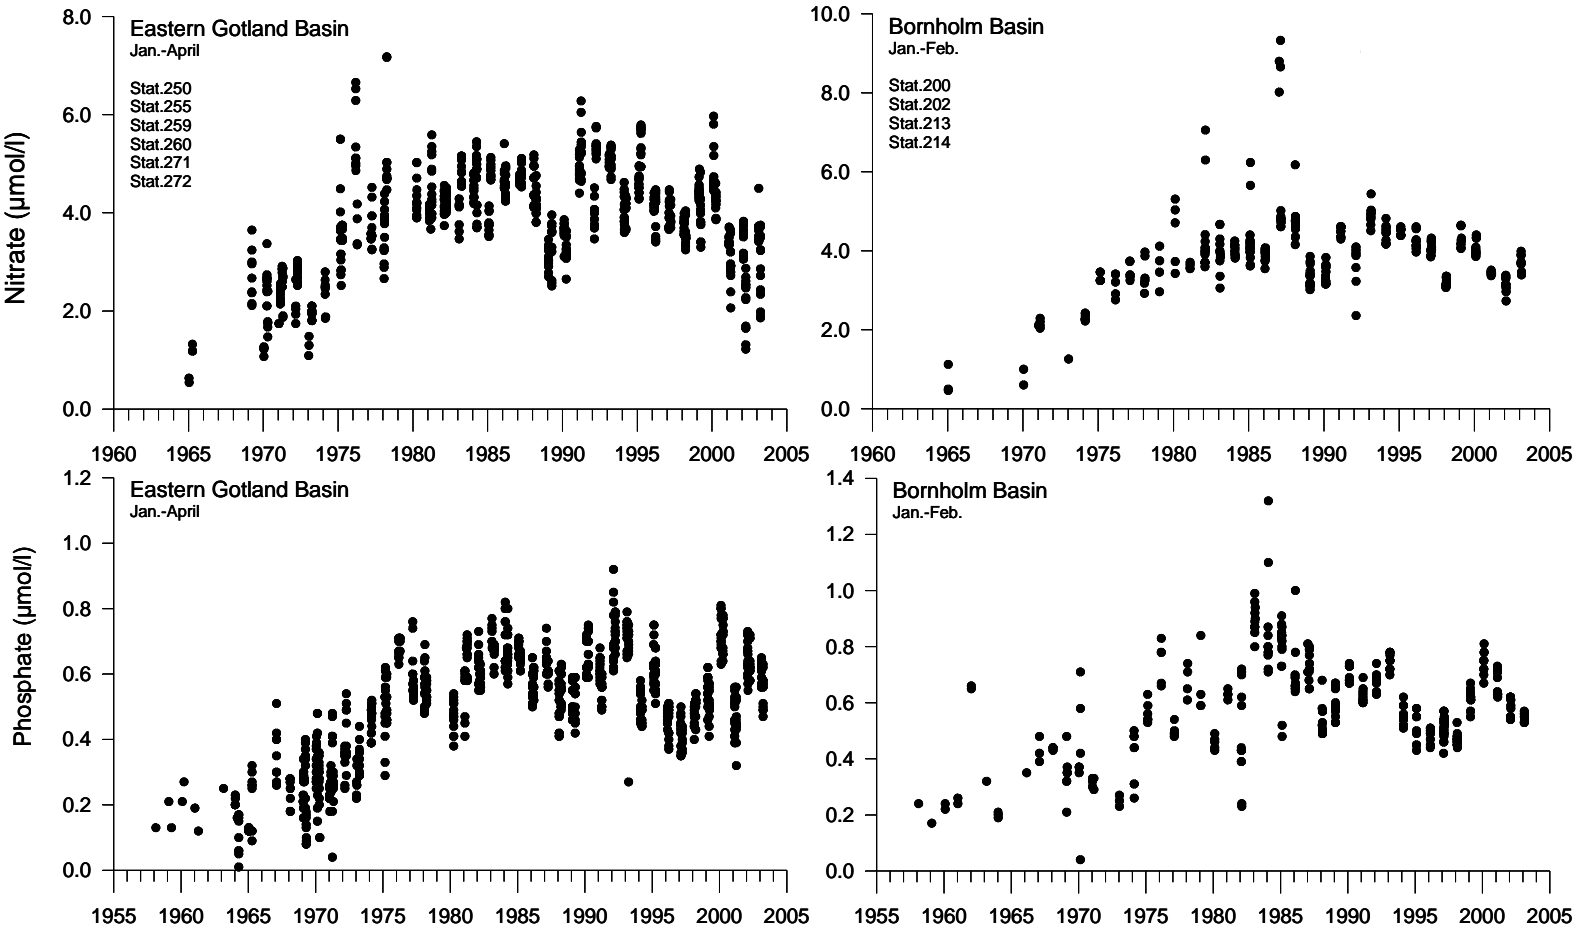 Eastern Gotland Basin
Jan.-April
Stat.250
Stat.255
Stat.259
Stat.260
Stat.271
Stat.272
Nitrate (µmol/l)
8.0
6.0
4.0
2.0
0.0
1960 1965 1970 1975 1980 1985 1990 1995 2000 2005
Bornholm Basin
Jan.-Feb.
Stat.200
Stat.202
Stat.213
Stat.214
10.0
8.0
6.0
4.0
2.0
0.0
1960 1965 1970 1975 1980 1985 1990 1995 2000 2005
Eastern Gotland Basin
Jan.-April
Phosphate (µmol/l)
1.2
1.0
0.8
0.6
0.4
0.2
0.0
1955 1960 1965 1970 1975 1980 1985 1990 1995 2000 2005
Bornholm Basin
Jan.-Feb.
1.4
1.2
1.0
0.8
0.6
0.4
0.2
0.0
1955 1960 1965 1970 1975 1980 1985 1990 1995 2000 2005